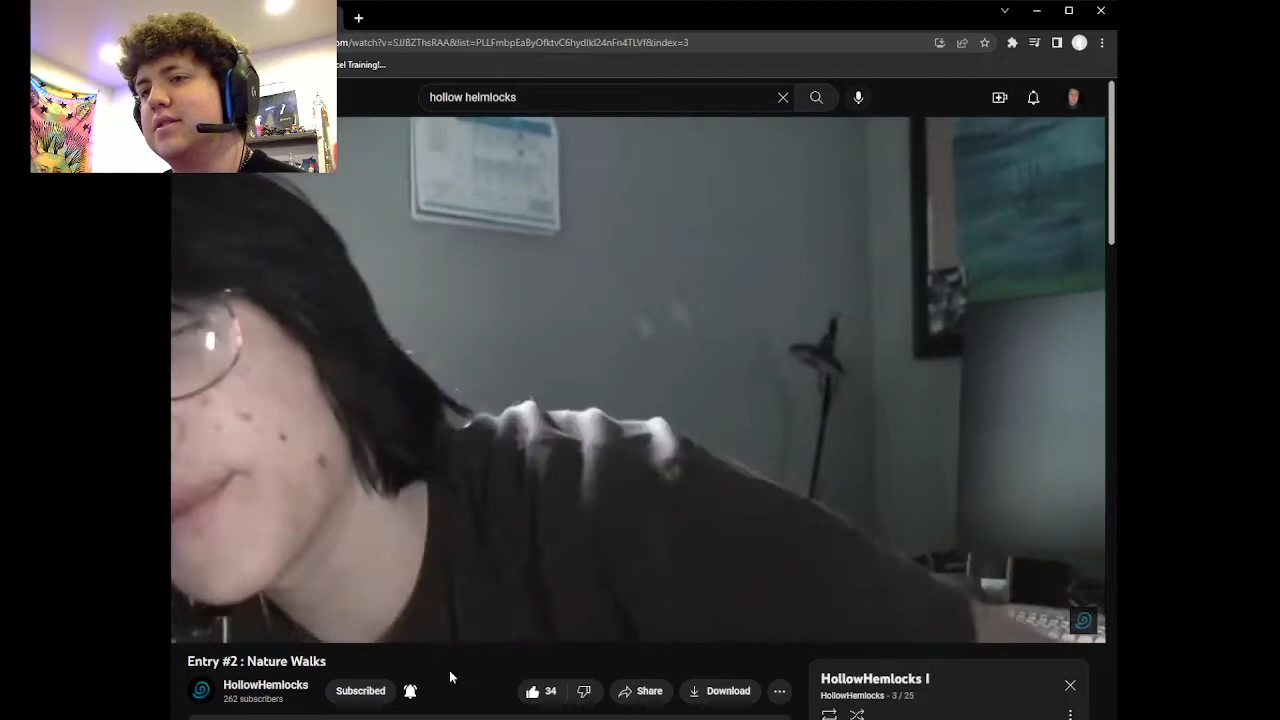 om/watch?v=SJJBZThsRAA&list=PLLFmbpEaByOfktvC6hydIkl24nFn4TLVf&index=3
cel Training!...
hollow helmlocks
Entry #2 : Nature Walks
HollowHemlocks
262 subscribers
Subscribed
34
Share
Download
HollowHemlocks I
HollowHemlocks - 3 / 25